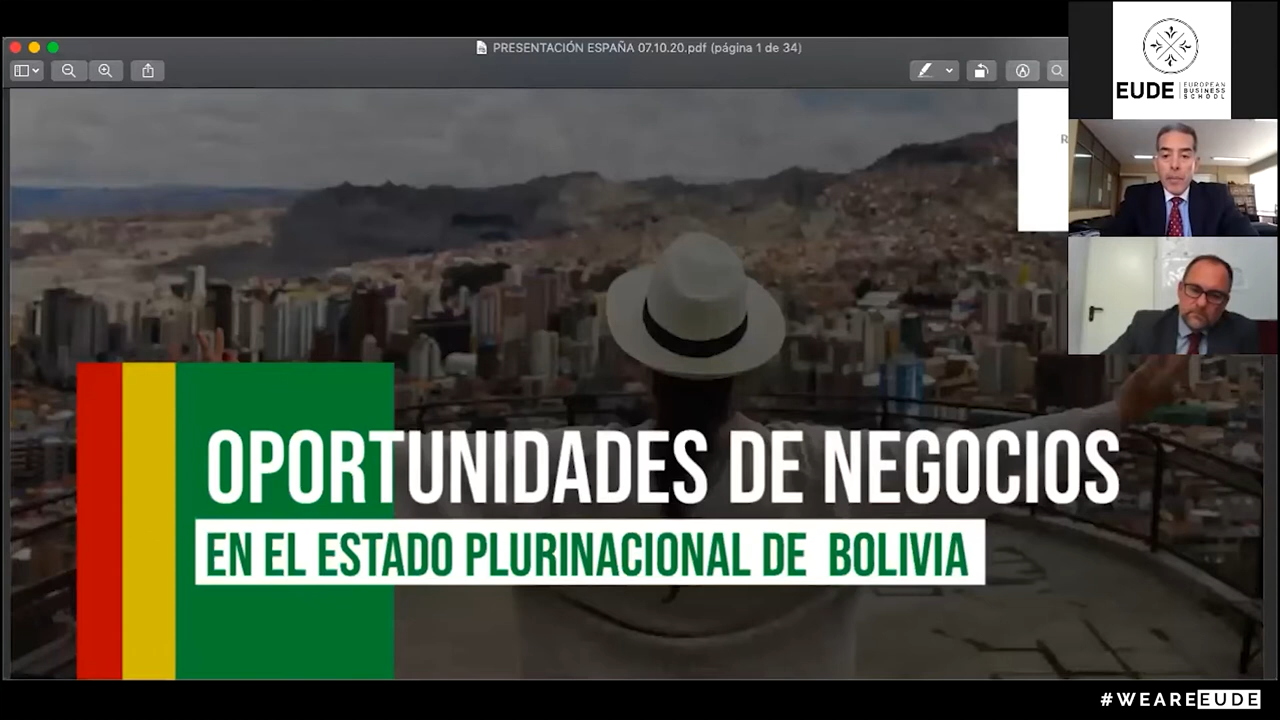 PRESENTACIÓN ESPAÑA 07.10.20.pdf (página 1 de 34)
EUDE EUROPEAN
BUSINESS
SCHOOL
OPORTUNIDADES DE NEGOCIOS
EN EL ESTADO PLURINACIONAL DE BOLIVIA
#WEAREEUDE